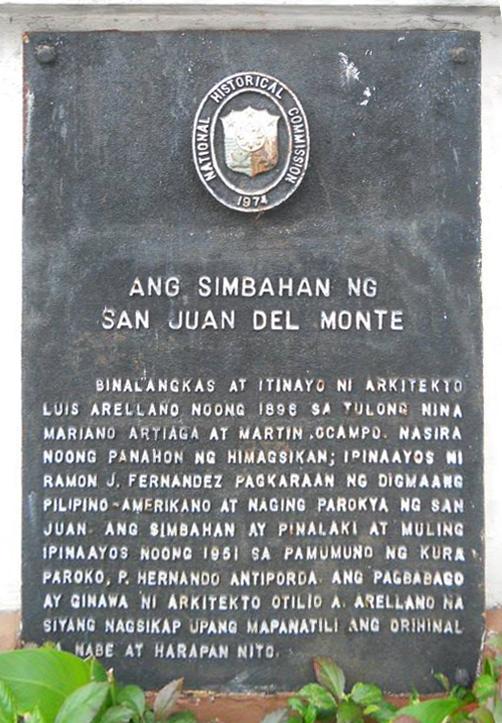 NATIONAL HISTORICAL COMMISSION
1974
ANG SIMBAHAN NG
SAN JUAN DEL MONTE
BINALANGKAS AT ITINAYO NI ARKITEKTO
LUIS ARELLANO NOONG 1896 SA TULONG NINA
MARIANO ARTIAGA AT MARTIN OCAMPO. NASIRA
NOONG PANAHON NG HIMAGSIKAN; IPINAAYOS NI
RAMON J. FERNANDEZ PAGKARAAN NG DIGMAANG
PILIPINO-AMERIKANO AT NAGING PAROKYA NG SAN
JUAN. ANG SIMBAHAN AY PINALAKI AT MULING
IPINAAYOS NOONG 1951 SA PAMUMUNO NG KURA
PAROKO, P. HERNANDO ANTIPORDA. ANG PAGBABAGO
AY GINAWA NI ARKITEKTO OTILIO A. ARELLANO NA
SIYANG NAGSIKAP UPANG MAPANATILI ANG ORIHINAL
NABE AT HARAPAN NITO.